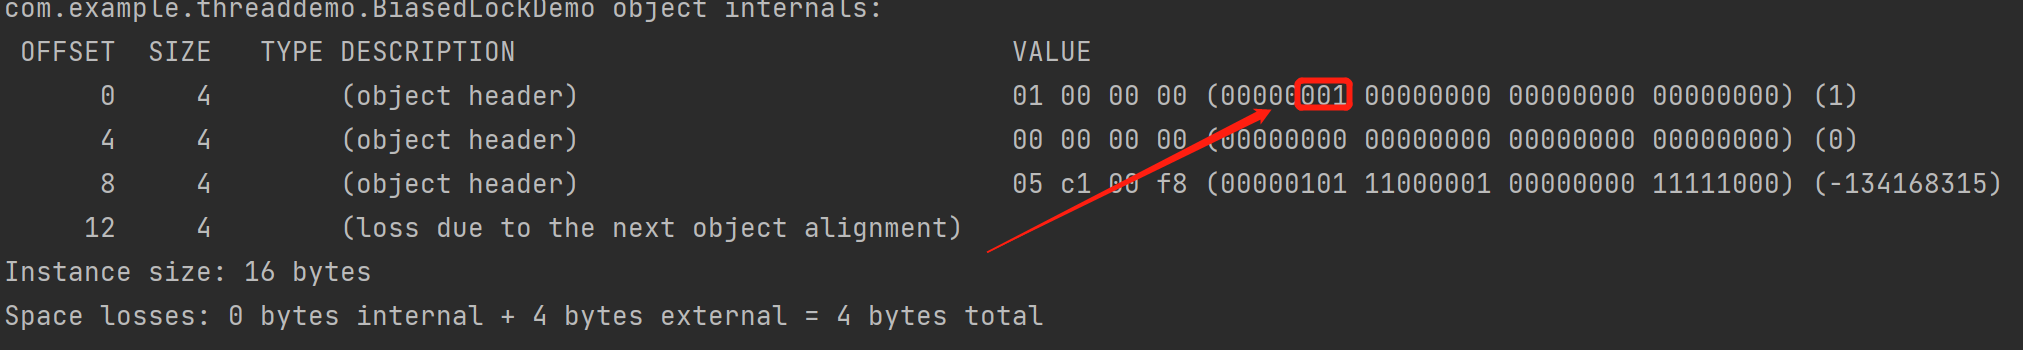 com.example.threaddemo.BiasedLockDemo object internals:
OFFSET  SIZE   TYPE DESCRIPTION                               VALUE
0     4        (object header)                           01 00 00 00 (00000001 00000000 00000000 00000000) (1)
4     4        (object header)                           00 00 00 00 (00000000 00000000 00000000 00000000) (0)
8     4        (object header)                           05 c1 00 f8 (00000101 11000001 00000000 11111000) (-134168315)
12     4        (loss due to the next object alignment)
Instance size: 16 bytes
Space losses: 0 bytes internal + 4 bytes external = 4 bytes total